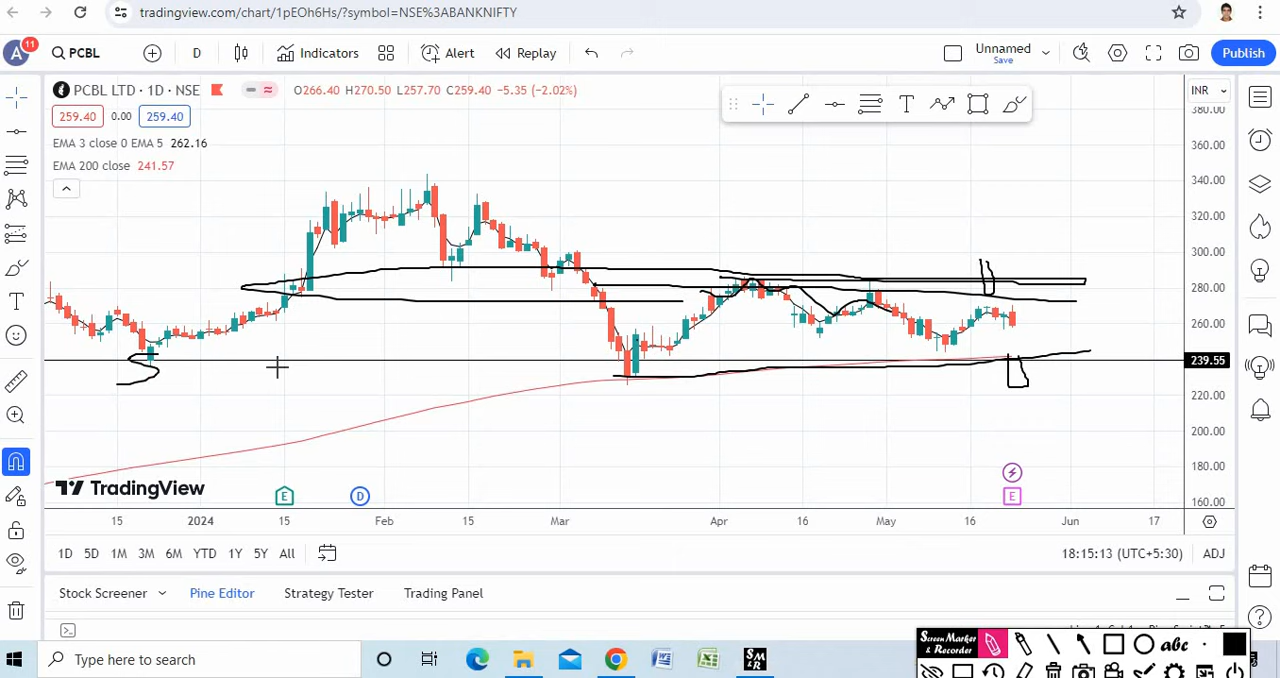 tradingview.com/chart/1pEOh6Hs/?symbol=NSE%3ABANKNIFTY
A 11 PCBL D Indicators Alert Replay Unnamed Save Publish
PCBL LTD · 1D · NSE O266.40 H270.50 L257.70 C259.40 -5.35 (-2.02%) INR
259.40 0.00 259.40
EMA 3 close 0 EMA 5 262.16
EMA 200 close 241.57
380.00
360.00
340.00
320.00
300.00
280.00
260.00
239.55
220.00
200.00
180.00
160.00
TradingView
E D E
15 2024 15 Feb 15 Mar Apr 16 May 16 Jun 17
1D 5D 1M 3M 6M YTD 1Y 5Y All 18:15:13 (UTC+5:30) ADJ
Stock Screener Pine Editor Strategy Tester Trading Panel
Screen Marker & Recorder abc
Type here to search SM &R